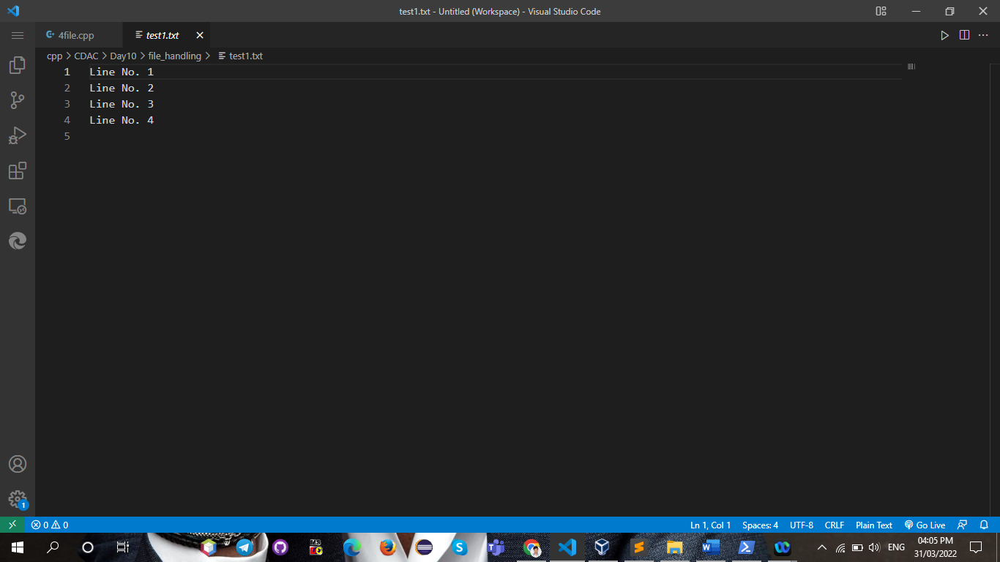 test1.txt - Untitled (Workspace) - Visual Studio Code
4file.cpp
test1.txt
cpp > CDAC > Day10 > file_handling > test1.txt
1 Line No. 1
2 Line No. 2
3 Line No. 3
4 Line No. 4
5
1
0 0
Ln 1, Col 1 Spaces: 4 UTF-8 CRLF Plain Text Go Live
ENG
04:05 PM
31/03/2022